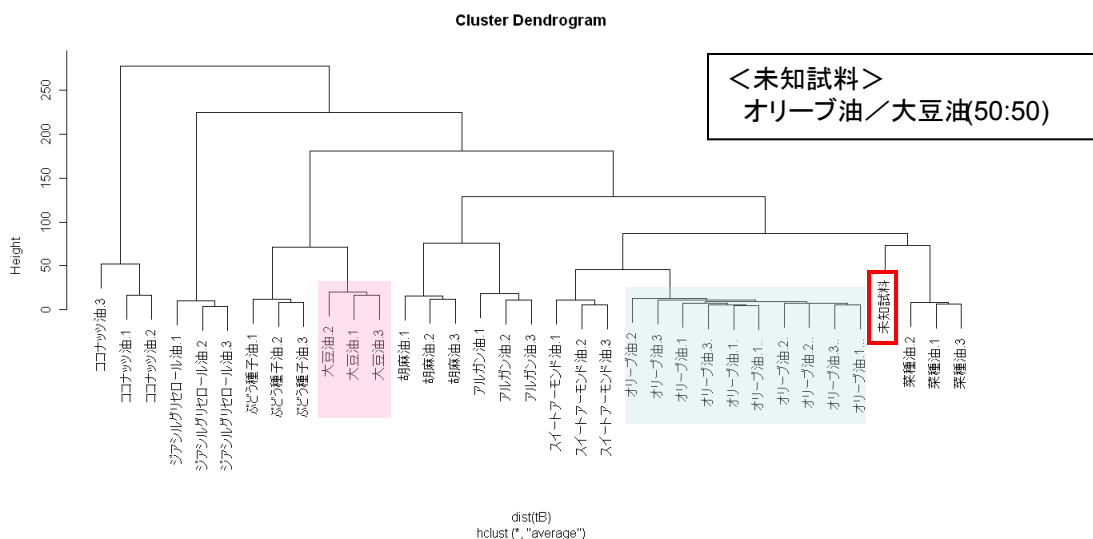 Cluster Dendrogram
＜未知試料＞
オリーブ油／大豆油(50:50)
Height
250
200
150
100
50
0
ココナッツ油.3
ココナッツ油.1
ココナッツ油.2
ジアシルグリセロール油.1
ジアシルグリセロール油.2
ジアシルグリセロール油.3
ぶどう種子油.1
ぶどう種子油.2
ぶどう種子油.3
大豆油.2
大豆油.1
大豆油.3
胡麻油.1
胡麻油.2
胡麻油.3
アルガン油.1
アルガン油.2
アルガン油.3
スイートアーモンド油.1
スイートアーモンド油.2
スイートアーモンド油.3
オリーブ油.2
オリーブ油.3
オリーブ油.1
オリーブ油.3..
オリーブ油.1..
オリーブ油.1...
オリーブ油.2..
オリーブ油.2...
オリーブ油.3...
オリーブ油.1....
未知試料
菜種油.2
菜種油.1
菜種油.3
dist(tB)
hclust (*, "average")